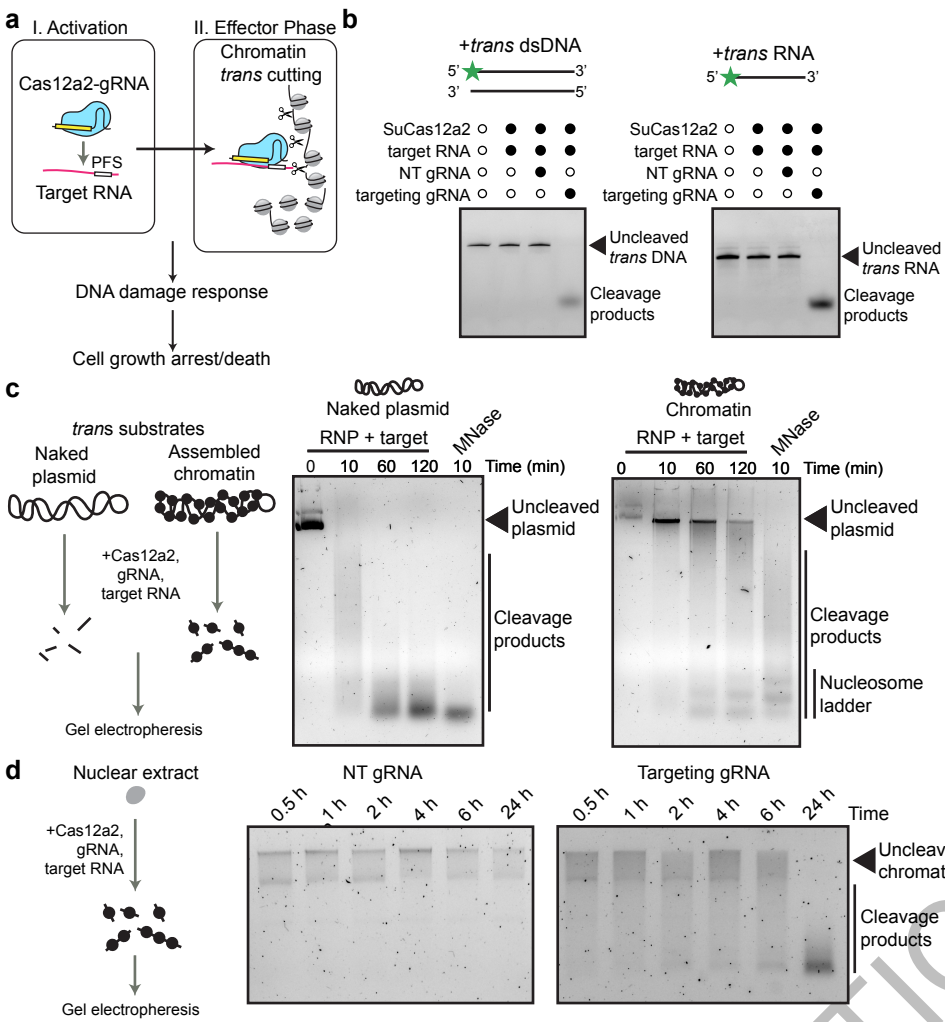 a
I. Activation
II. Effector Phase
Cas12a2-gRNA
PFS
Target RNA
Chromatin
trans cutting
DNA damage response
Cell growth arrest/death
b
+trans dsDNA
5’ 3’
3’ 5’
SuCas12a2
target RNA
NT gRNA
targeting gRNA
Uncleaved
trans DNA
Cleavage
products
+trans RNA
5’ 3’
SuCas12a2
target RNA
NT gRNA
targeting gRNA
Uncleaved
trans RNA
Cleavage
products
c
trans substrates
Naked
plasmid
Assembled
chromatin
+Cas12a2,
gRNA,
target RNA
Gel electropheresis
Naked plasmid
RNP + target
MNase
0 10 60 120 10 Time (min)
Uncleaved
plasmid
Cleavage
products
Chromatin
RNP + target
MNase
0 10 60 120 10 Time (min)
Uncleaved
plasmid
Cleavage
products
Nucleosome
ladder
d
Nuclear extract
+Cas12a2,
gRNA,
target RNA
Gel electropheresis
NT gRNA
0.5 h 1 h 2 h 4 h 6 h 24 h
Targeting gRNA
0.5 h 1 h 2 h 4 h 6 h 24 h Time
Uncleav
chromat
Cleavage
products